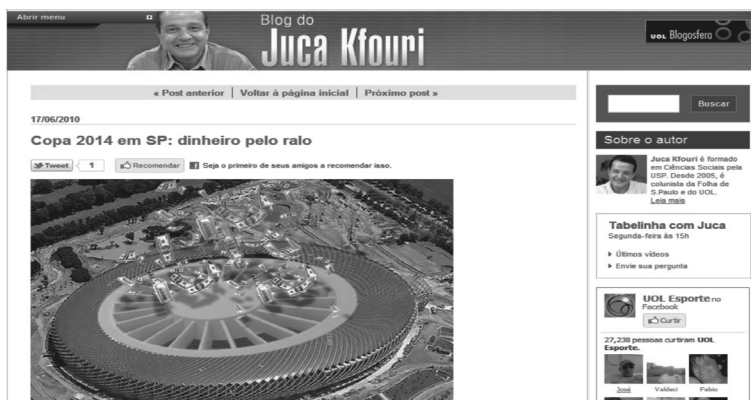 Abrir menu
Blog do
Juca Kfouri
UOL Blogosfera
« Post anterior | Voltar à página inicial | Próximo post »
17/06/2010
Copa 2014 em SP: dinheiro pelo ralo
Tweet 1 Recomendar Seja o primeiro de seus amigos a recomendar isso.
Buscar
Sobre o autor
Juca Kfouri é formado
em Ciências Sociais pela
USP. Desde 2005, é
colunista da Folha de
S.Paulo e do UOL.
Leia mais
Tabelinha com Juca
Segunda-feira às 15h
Últimos vídeos
Envie sua pergunta
UOL Esporte no
Facebook
Curtir
27,238 pessoas curtiram UOL
Esporte.
José Valdeci Fabio